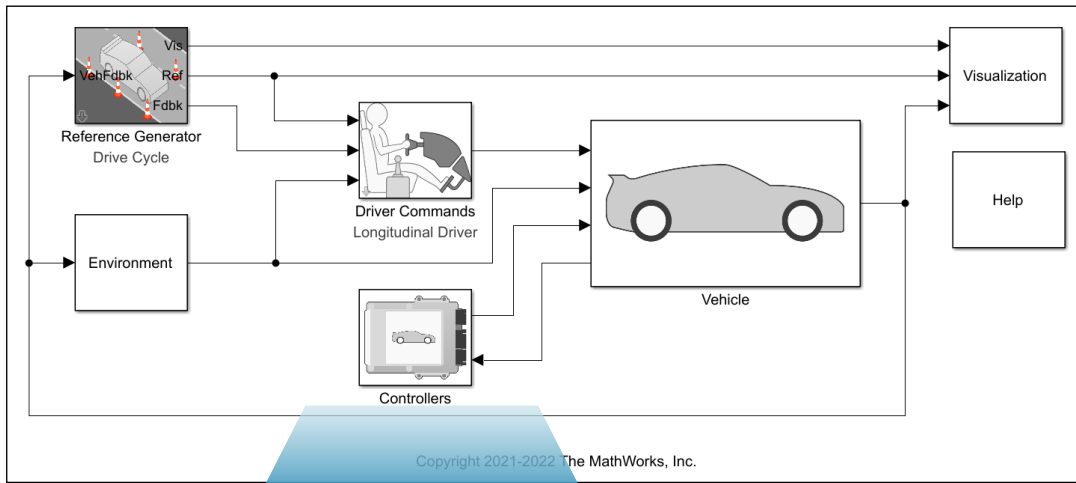 Vis
VehFdbk
Ref
Fdbk
Reference Generator
Drive Cycle
Visualization
Driver Commands
Longitudinal Driver
Help
Environment
Vehicle
Controllers
Copyright 2021-2022 The MathWorks, Inc.